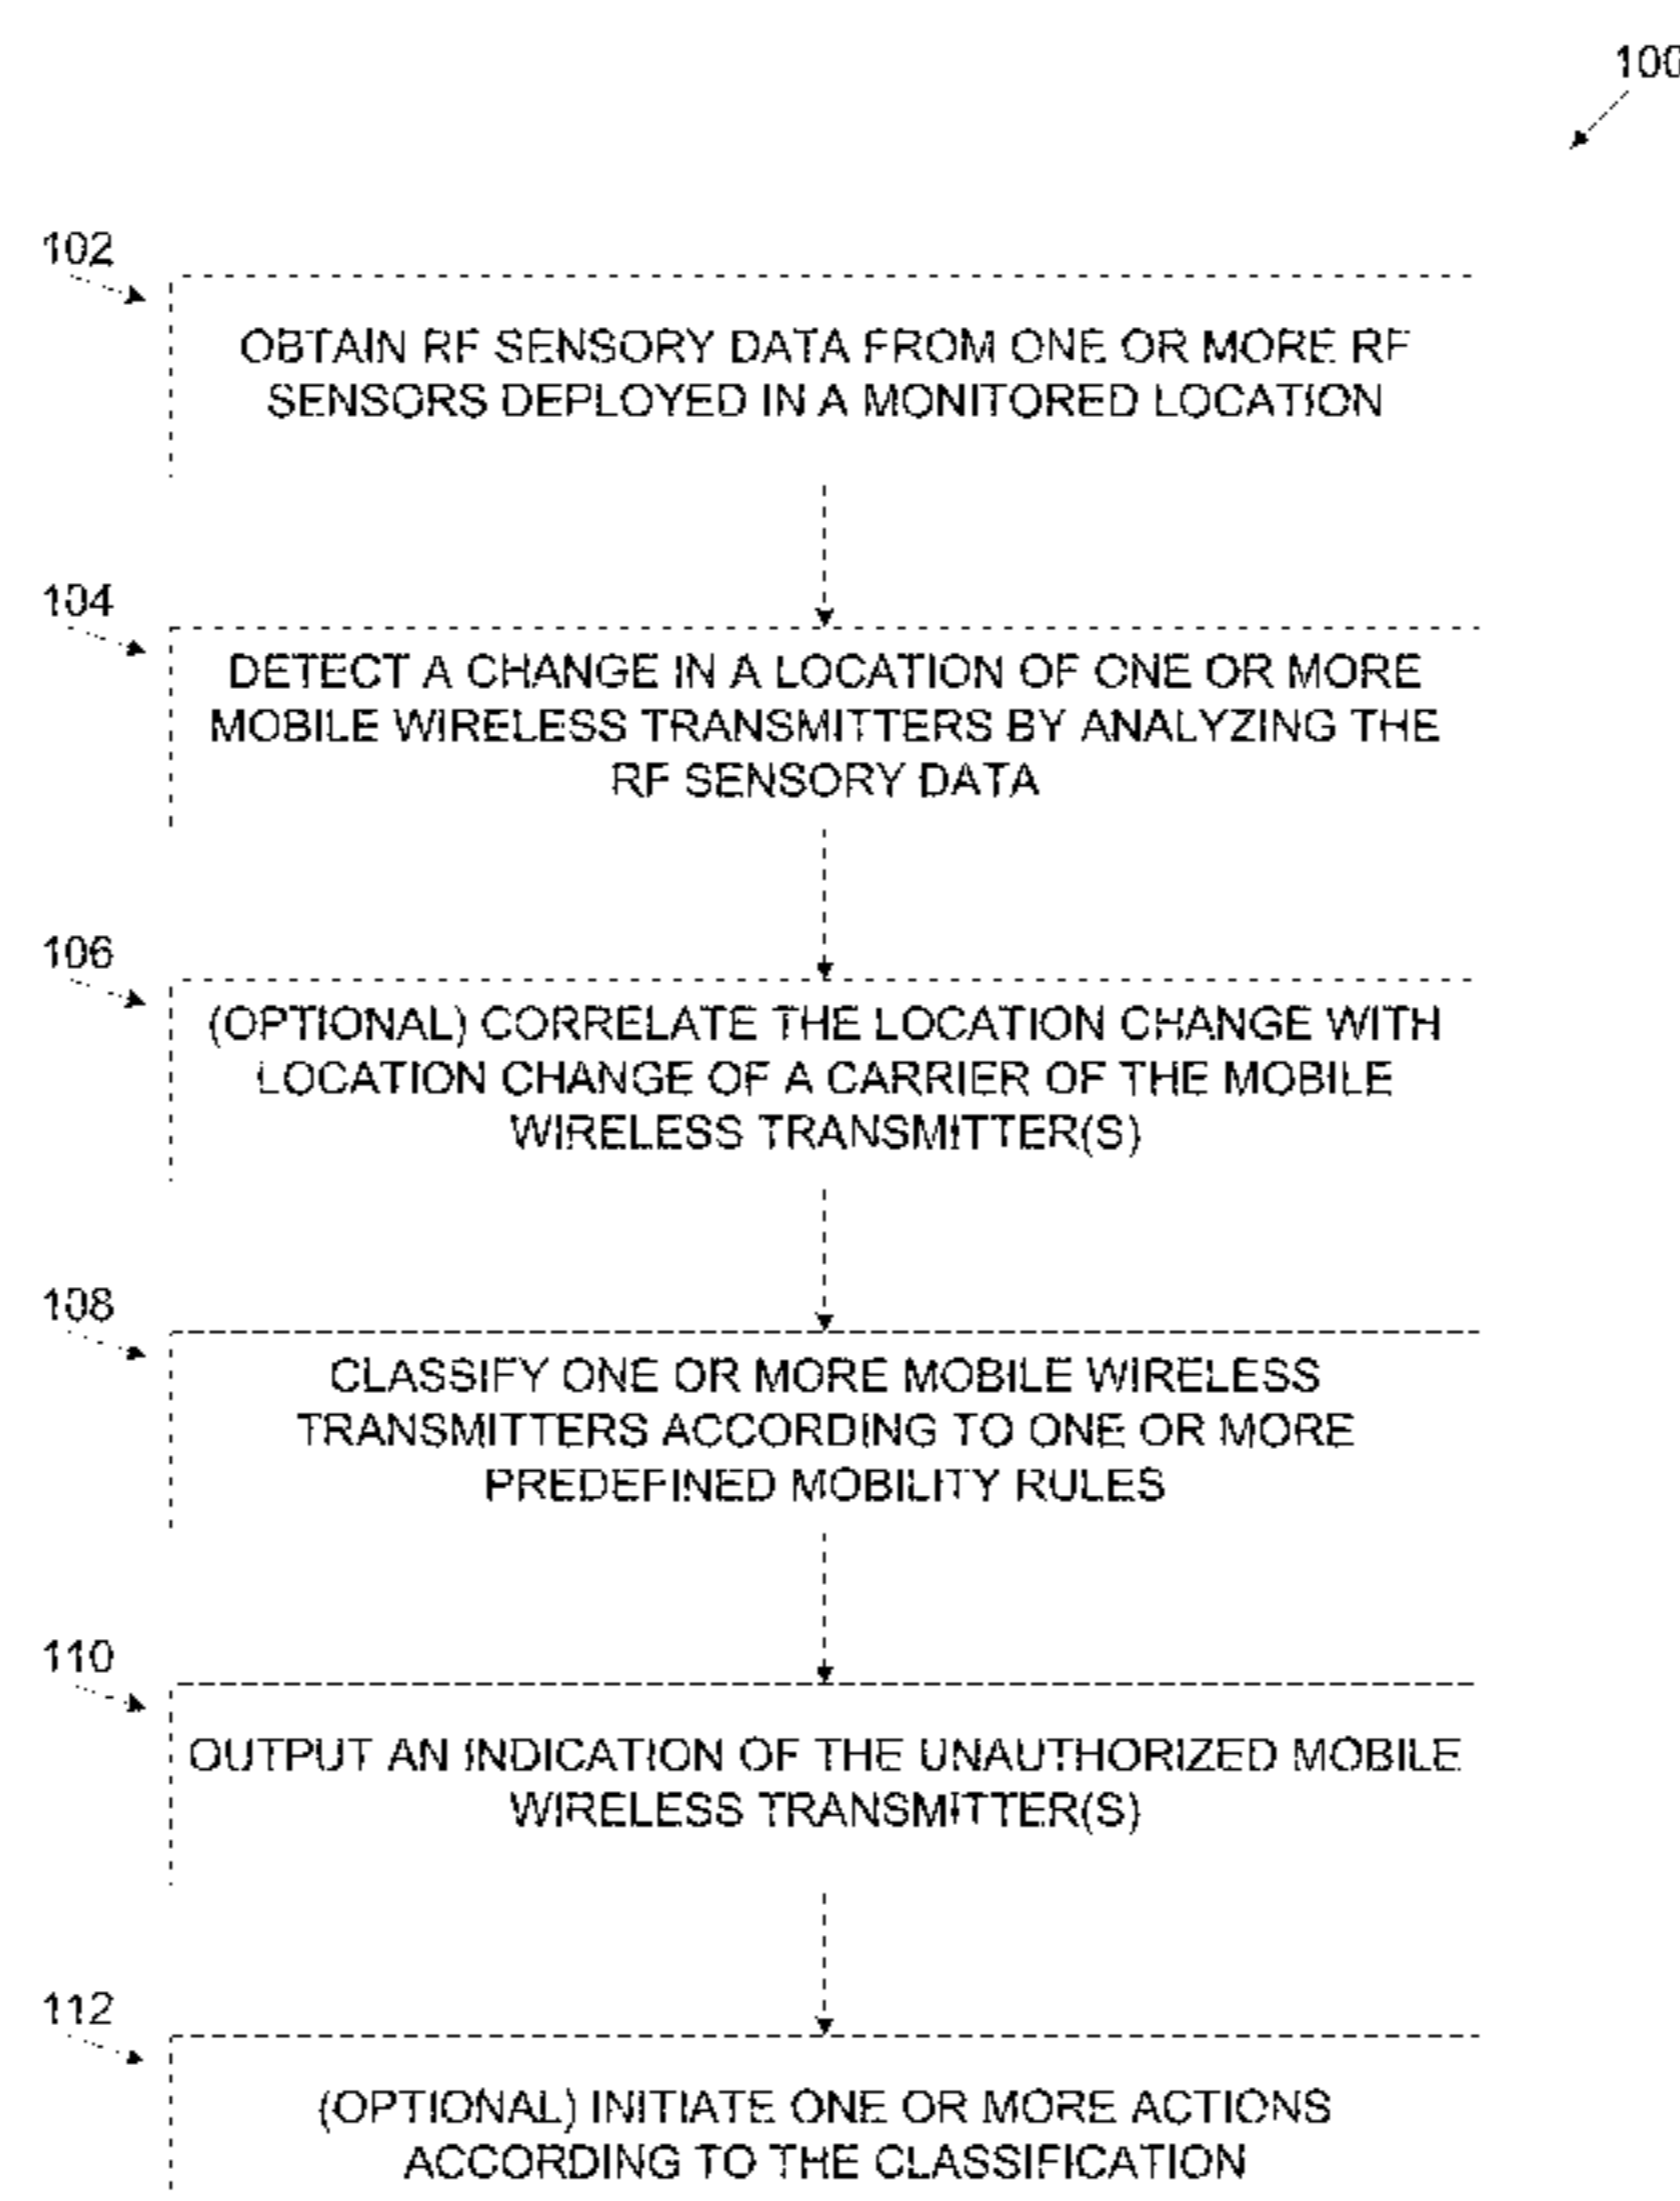 100
102
OBTAIN RF SENSORY DATA FROM ONE OR MORE RF
SENSORS DEPLOYED IN A MONITORED LOCATION
104
DETECT A CHANGE IN A LOCATION OF ONE OR MORE
MOBILE WIRELESS TRANSMITTERS BY ANALYZING THE
RF SENSORY DATA
106
(OPTIONAL) CORRELATE THE LOCATION CHANGE WITH
LOCATION CHANGE OF A CARRIER OF THE MOBILE
WIRELESS TRANSMITTER(S)
108
CLASSIFY ONE OR MORE MOBILE WIRELESS
TRANSMITTERS ACCORDING TO ONE OR MORE
PREDEFINED MOBILITY RULES
110
OUTPUT AN INDICATION OF THE UNAUTHORIZED MOBILE
WIRELESS TRANSMITTER(S)
112
(OPTIONAL) INITIATE ONE OR MORE ACTIONS
ACCORDING TO THE CLASSIFICATION